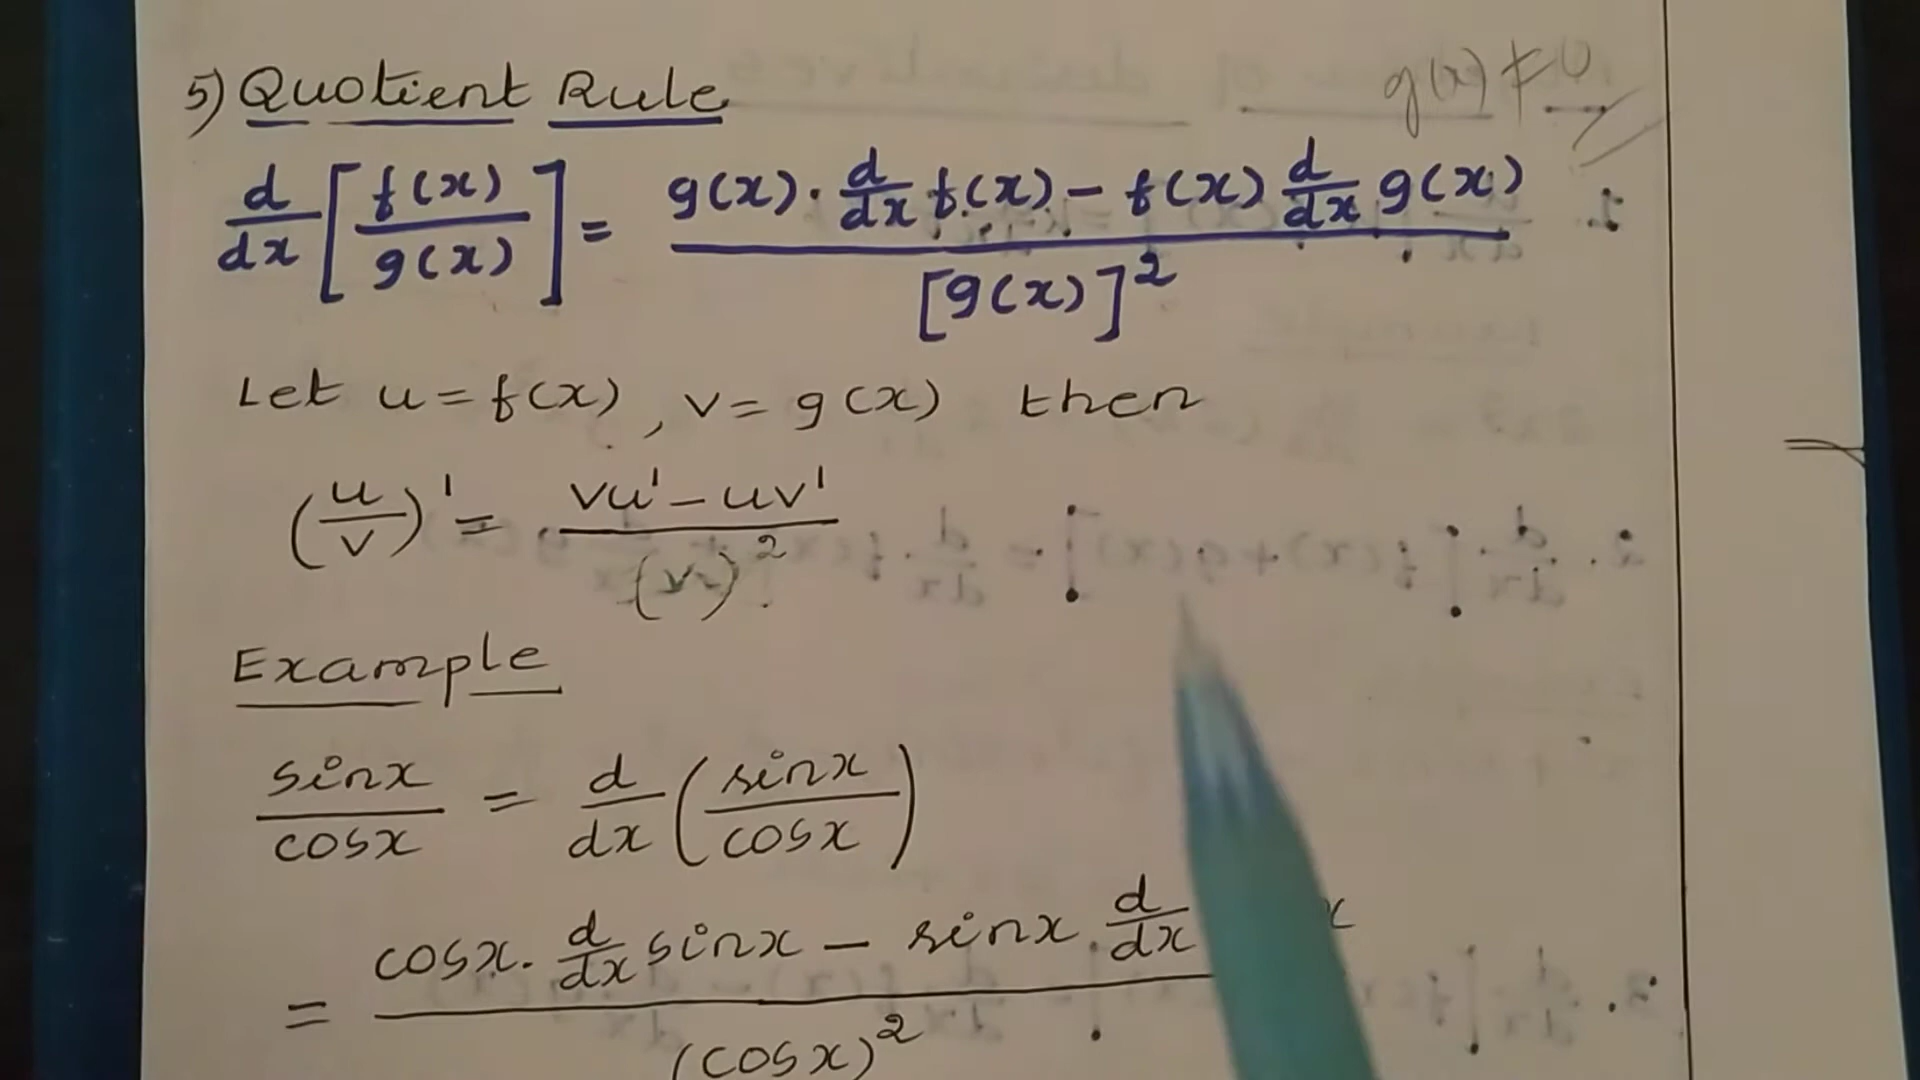 g(x) ≠ 0
5) Quotient Rule
d/dx [f(x)/g(x)] = g(x) · d/dx f(x) - f(x) d/dx g(x) / [g(x)]²
Let u = f(x), v = g(x) then
(u/v)' = vu' - uv' / (v)²
Example
sinx/cosx = d/dx (sinx/cosx)
= cosx · d/dx sinx - sinx · d/dx x / (cosx)²